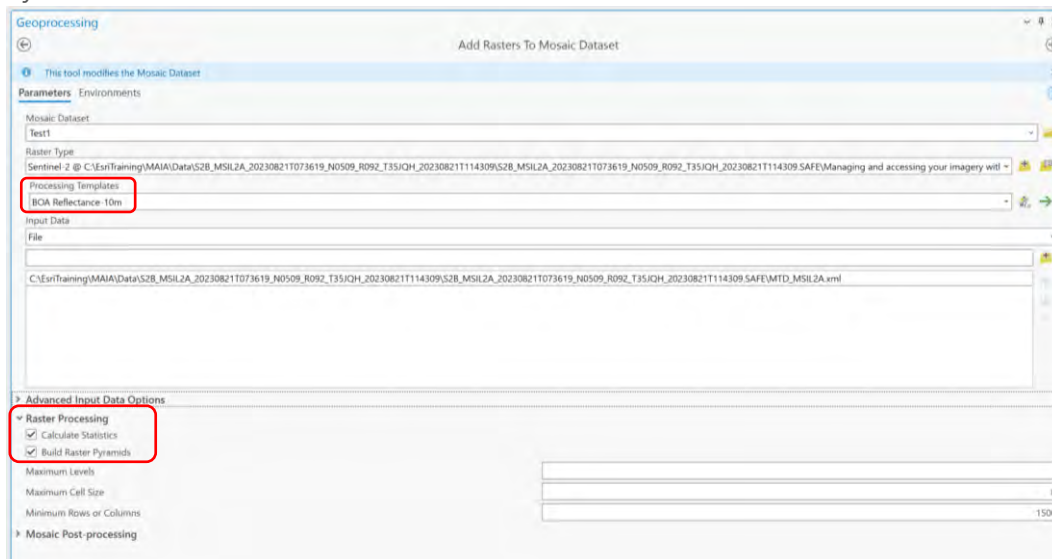 Geoprocessing
Add Rasters To Mosaic Dataset
This tool modifies the Mosaic Dataset
Parameters Environments
Mosaic Dataset
Test1
Raster Type
Sentinel-2 @ C:\EsriTraining\MAIA\Data\S2B_MSIL2A_20230821T073619_N0509_R092_T35JQH_20230821T114309\S2B_MSIL2A_20230821T073619_N0509_R092_T35JQH_20230821T114309.SAFE\Managing and accessing your imagery witl
Processing Templates
BOA Reflectance-10m
Input Data
File
C:\EsriTraining\MAIA\Data\S2B_MSIL2A_20230821T073619_N0509_R092_T35JQH_20230821T114309\S2B_MSIL2A_20230821T073619_N0509_R092_T35JQH_20230821T114309.SAFE\MTD_MSIL2A.xml
Advanced Input Data Options
Raster Processing
Calculate Statistics
Build Raster Pyramids
Maximum Levels
Maximum Cell Size
Minimum Rows or Columns
150
Mosaic Post-processing